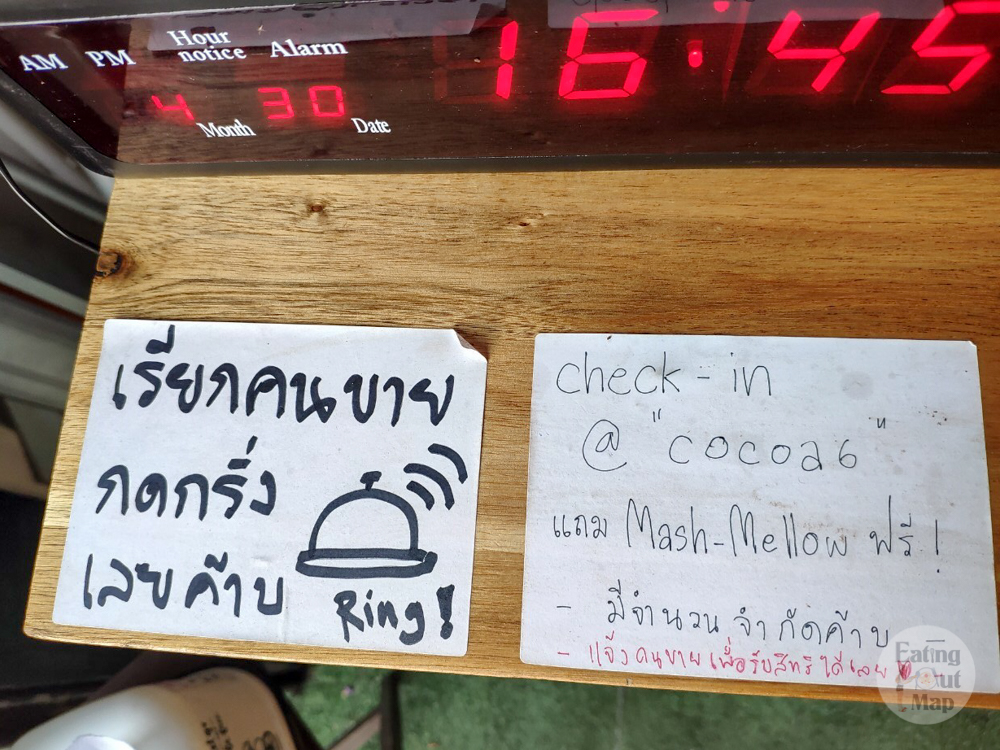 AM PM Hour notice Alarm
16:45
4 Month 30 Date
เรียกคนขาย
กดกริ่ง
เลยค้าบ
Ring!
check-in
@ "cocoa6"
แถม Mash-Mellow ฟรี!
- มีจำนวนจำกัดค้าบ
- แจ้งคนขายเพื่อรับสิทธิได้เลย
Eating
Out
Map